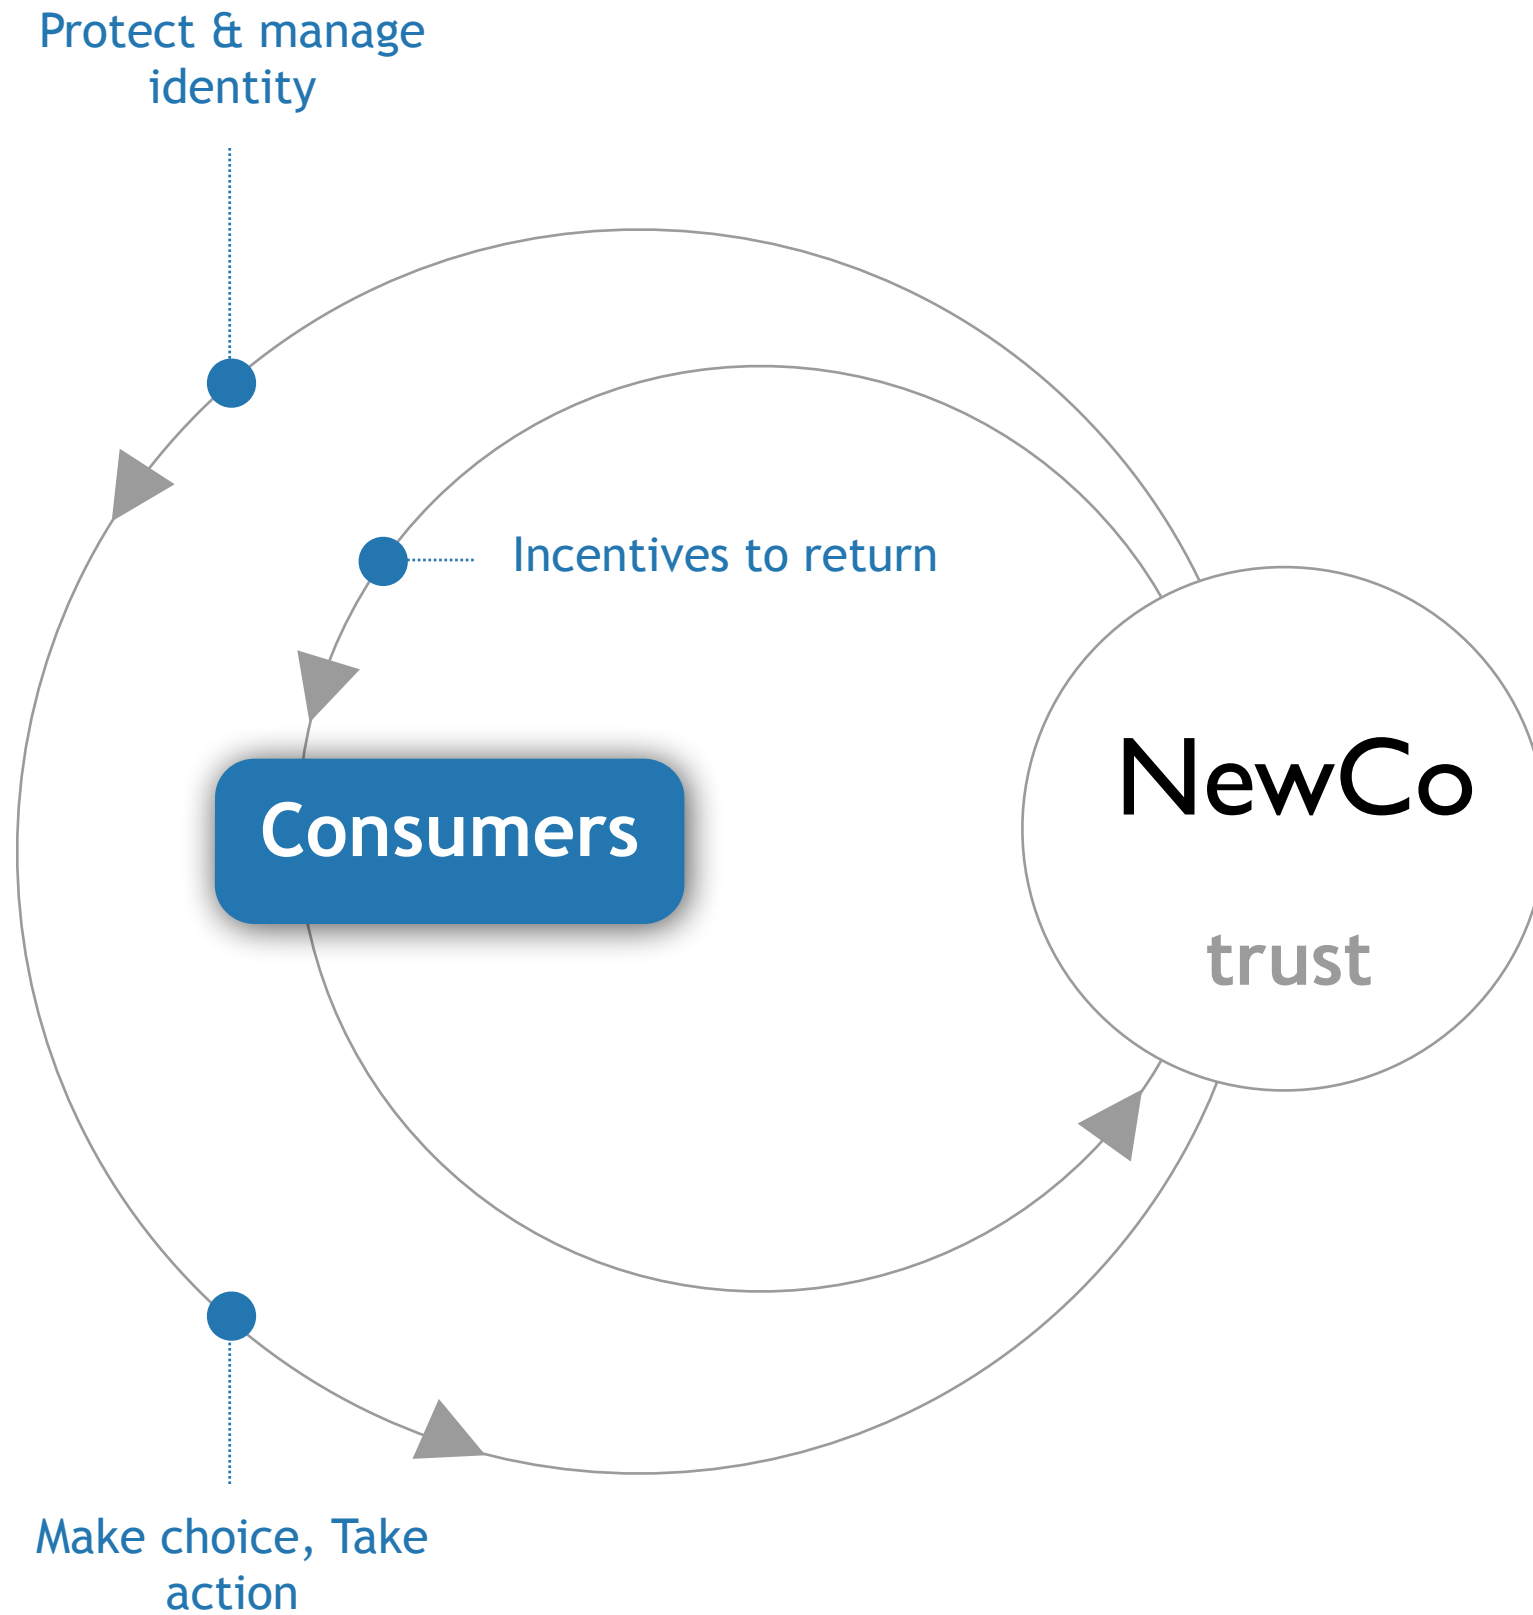 Protect & manage
identity
Incentives to return
NewCo
Consumers
trust
Make choice, Take
action